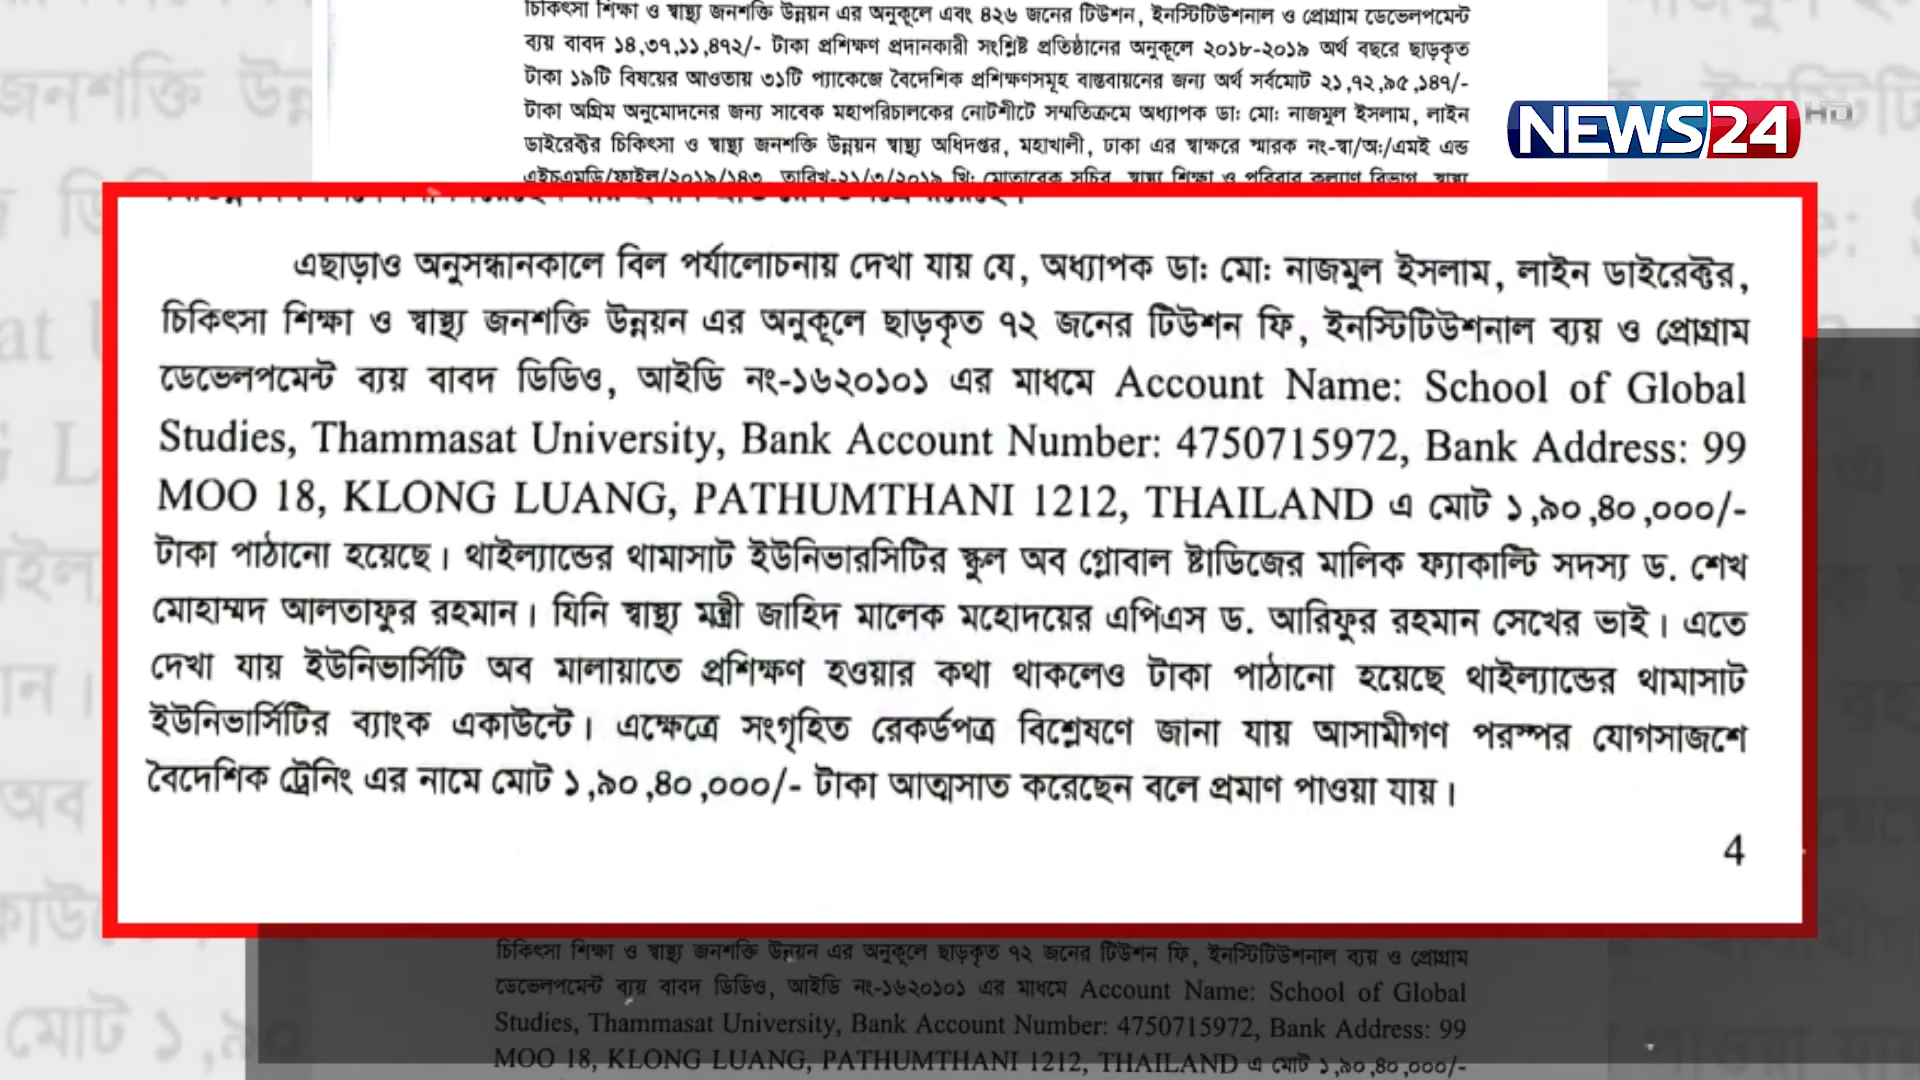 চিকিৎসা শিক্ষা ও স্বাস্থ্য জনশক্তি উন্নয়ন এর অনুকূলে এবং ৪২৬ জনের টিউশন, ইনস্টিটিউশনাল ও প্রোগ্রাম ডেভেলপমেন্ট
ব্যয় বাবদ ১৪,৩৭,১১,৪৭২/- টাকা প্রশিক্ষণ প্রদানকারী সংশ্লিষ্ট প্রতিষ্ঠানের অনুকূলে ২০১৮-২০১৯ অর্থ বছরে ছাড়কৃত
টাকা ১৯টি বিষয়ের আওতায় ৩১টি প্যাকেজে বৈদেশিক প্রশিক্ষণসমূহ বাস্তবায়নের জন্য অর্থ সর্বমোট ২১,৭২,৯৫,১৪৭/-
টাকা অগ্রিম অনুমোদনের জন্য সাবেক মহাপরিচালকের নোটশীটে সম্মতিক্রমে অধ্যাপক ডা: মো: নাজমুল ইসলাম, লাইন
ডাইরেক্টর চিকিৎসা ও স্বাস্থ্য জনশক্তি উন্নয়ন স্বাস্থ্য অধিদপ্তর, মহাখালী, ঢাকা এর স্বাক্ষরে স্মারক নং-স্বা/অ:/এমই এন্ড
এইচএমডি/ফাইল/২০১৯/১৪৩, তারিখ-২১/৩/২০১৯ খ্রি: মোতাবেক সচিব, স্বাস্থ্য শিক্ষা ও পরিবার কল্যাণ বিভাগ, স্বাস্থ্য
NEWS24 HD
এছাড়াও অনুসন্ধানকালে বিল পর্যালোচনায় দেখা যায় যে, অধ্যাপক ডা: মো: নাজমুল ইসলাম, লাইন ডাইরেক্টর,
চিকিৎসা শিক্ষা ও স্বাস্থ্য জনশক্তি উন্নয়ন এর অনুকূলে ছাড়কৃত ৭২ জনের টিউশন ফি, ইনস্টিটিউশনাল ব্যয় ও প্রোগ্রাম
ডেভেলপমেন্ট ব্যয় বাবদ ডিডিও, আইডি নং-১৬২০১০১ এর মাধমে Account Name: School of Global
Studies, Thammasat University, Bank Account Number: 4750715972, Bank Address: 99
MOO 18, KLONG LUANG, PATHUMTHANI 1212, THAILAND এ মোট ১,৯০,৪০,০০০/-
টাকা পাঠানো হয়েছে। থাইল্যান্ডের থামাসাট ইউনিভারসিটির স্কুল অব গ্লোবাল ষ্টাডিজের মালিক ফ্যাকাল্টি সদস্য ড. শেখ
মোহাম্মদ আলতাফুর রহমান। যিনি স্বাস্থ্য মন্ত্রী জাহিদ মালেক মহোদয়ের এপিএস ড. আরিফুর রহমান সেখের ভাই। এতে
দেখা যায় ইউনিভার্সিটি অব মালায়াতে প্রশিক্ষণ হওয়ার কথা থাকলেও টাকা পাঠানো হয়েছে থাইল্যান্ডের থামাসাট
ইউনিভার্সিটির ব্যাংক একাউন্টে। এক্ষেত্রে সংগৃহিত রেকর্ডপত্র বিশ্লেষণে জানা যায় আসামীগণ পরস্পর যোগসাজশে
বৈদেশিক ট্রেনিং এর নামে মোট ১,৯০,৪০,০০০/- টাকা আত্মসাত করেছেন বলে প্রমাণ পাওয়া যায়।
4
চিকিৎসা শিক্ষা ও স্বাস্থ্য জনশক্তি উন্নয়ন এর অনুকূলে ছাড়কৃত ৭২ জনের টিউশন ফি, ইনস্টিটিউশনাল ব্যয় ও প্রোগ্রাম
ডেভেলপমেন্ট ব্যয় বাবদ ডিডিও, আইডি নং-১৬২০১০১ এর মাধমে Account Name: School of Global
Studies, Thammasat University, Bank Account Number: 4750715972, Bank Address: 99
MOO 18, KLONG LUANG, PATHUMTHANI 1212, THAILAND এ মোট ১,৯০,৪০,০০০/-